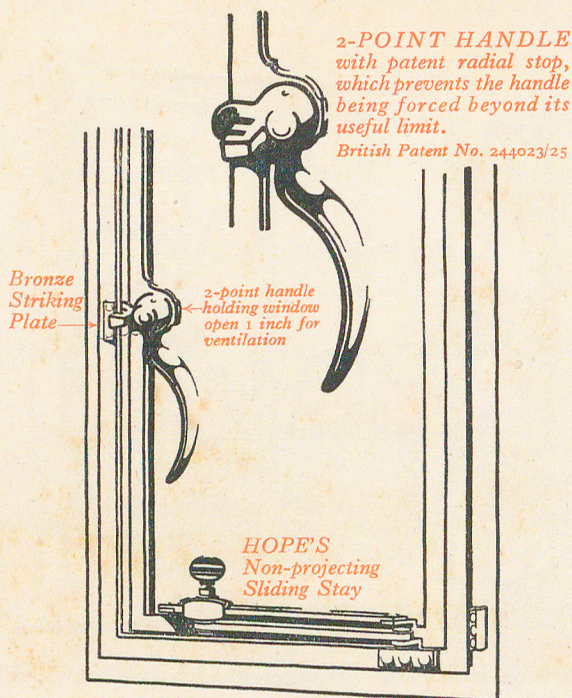 2-POINT HANDLE
with patent radial stop,
which prevents the handle
being forced beyond its
useful limit.
British Patent No. 244023/25
Bronze
Striking
Plate
2-point handle
holding window
open 1 inch for
ventilation
HOPE'S
Non-projecting
Sliding Stay